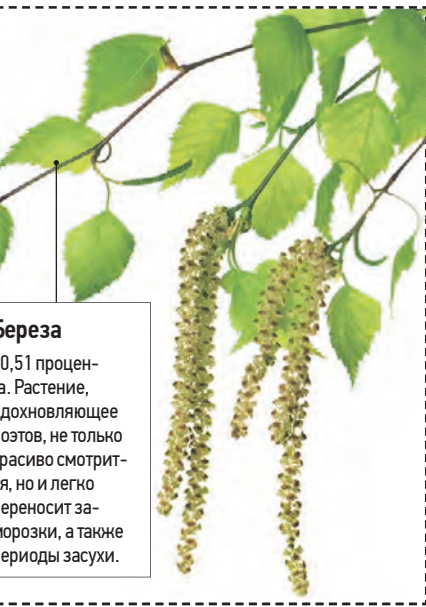 Береза
0,51 процен-
а. Растение,
дохновляющее
оэтов, не только
расиво смотрит-
я, но и легко
ереносит за-
морозки, а также
ериоды засухи.